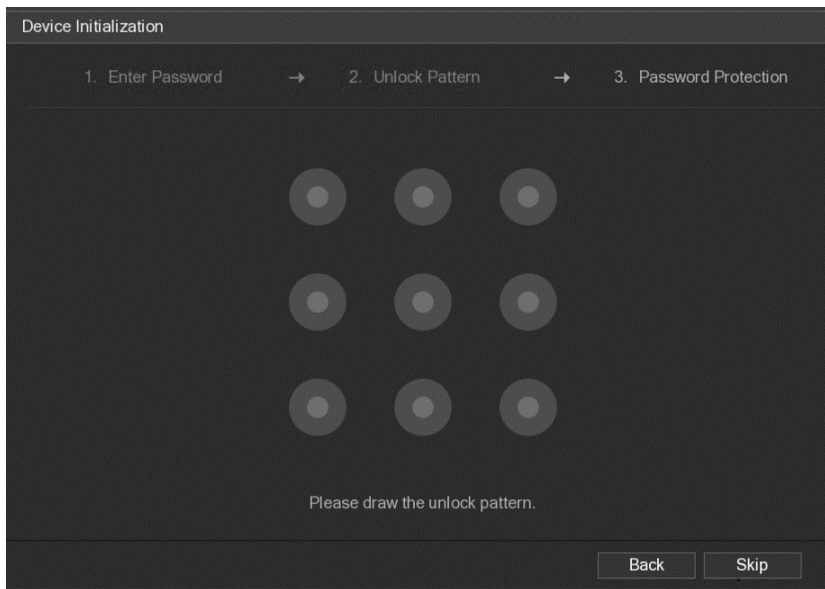 Device Initialization
1. Enter Password → 2. Unlock Pattern → 3. Password Protection
Please draw the unlock pattern.
Back Skip